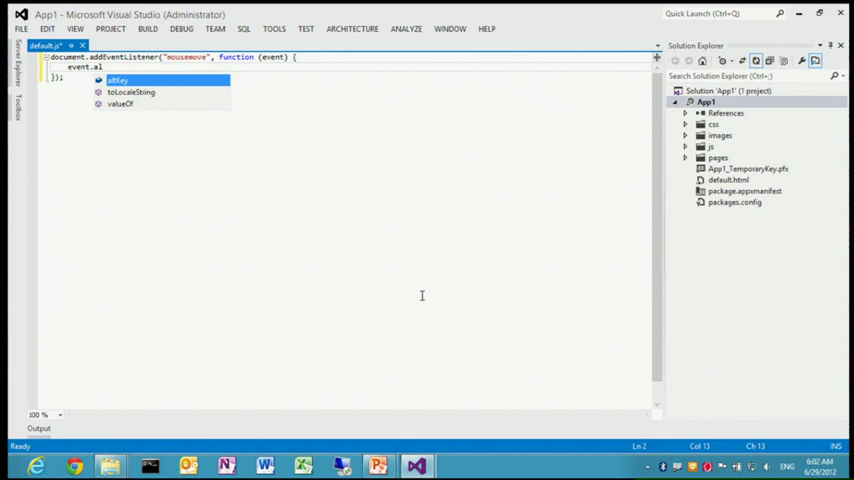 App1 - Microsoft Visual Studio (Administrator)
Quick Launch (Ctrl+Q)
FILE EDIT VIEW PROJECT BUILD DEBUG TEAM SQL TOOLS TEST ARCHITECTURE ANALYZE WINDOW HELP
Server Explorer
Toolbox
default.js*
document.addEventListener("mousemove", function (event) {
event.al
});
altKey
toLocaleString
valueOf
Solution Explorer
Search Solution Explorer (Ctrl+;)
Solution 'App1' (1 project)
App1
References
css
images
js
pages
App1_TemporaryKey.pfx
default.html
package.appxmanifest
packages.config
100 %
Output
Ready
Ln 2 Col 13 Ch 13 INS
ENG
6:02 AM
6/29/2012